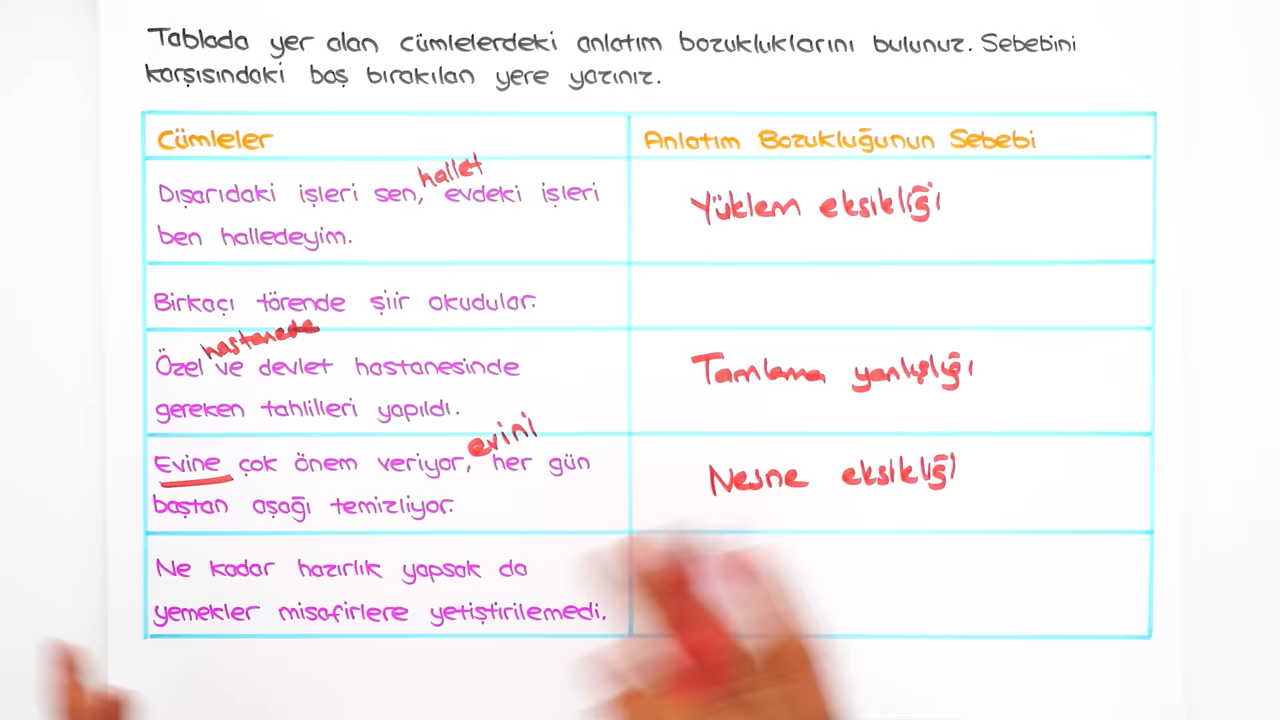 Tabloda yer alan cümlelerdeki anlatım bozukluklarını bulunuz. Sebebini
karşısındaki boş bırakılan yere yazınız.
Cümleler
Anlatım Bozukluğunun Sebebi
hallet
Dışarıdaki işleri sen, evdeki işleri
ben halledeyim.
Yüklem eksikliği
Birkaçı törende şiir okudular.
hastanede
Özel ve devlet hastanesinde
gereken tahlilleri yapıldı.
Tamlama yanlışlığı
evini
Evine çok önem veriyor, her gün
baştan aşağı temizliyor.
Nesne eksikliği
Ne kadar hazırlık yapsak da
yemekler misafirlere yetiştirilemedi.